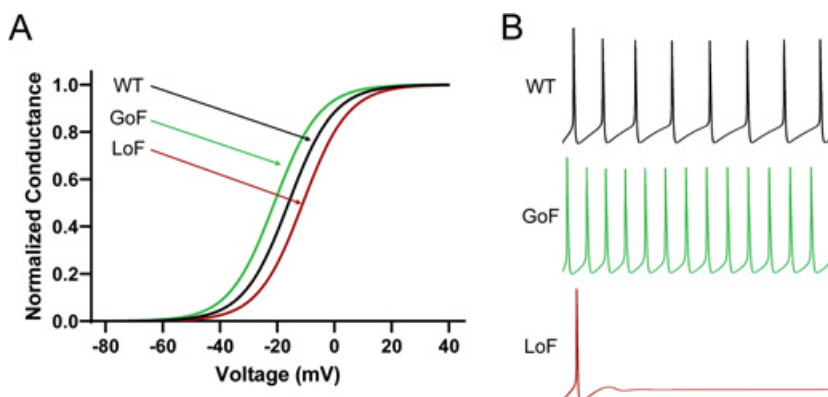 A
WT
GoF
LoF
Normalized Conductance
1.0
0.8
0.6
0.4
0.2
0.0
-80 -60 -40 -20 0 20 40
Voltage (mV)
B
WT
GoF
LoF